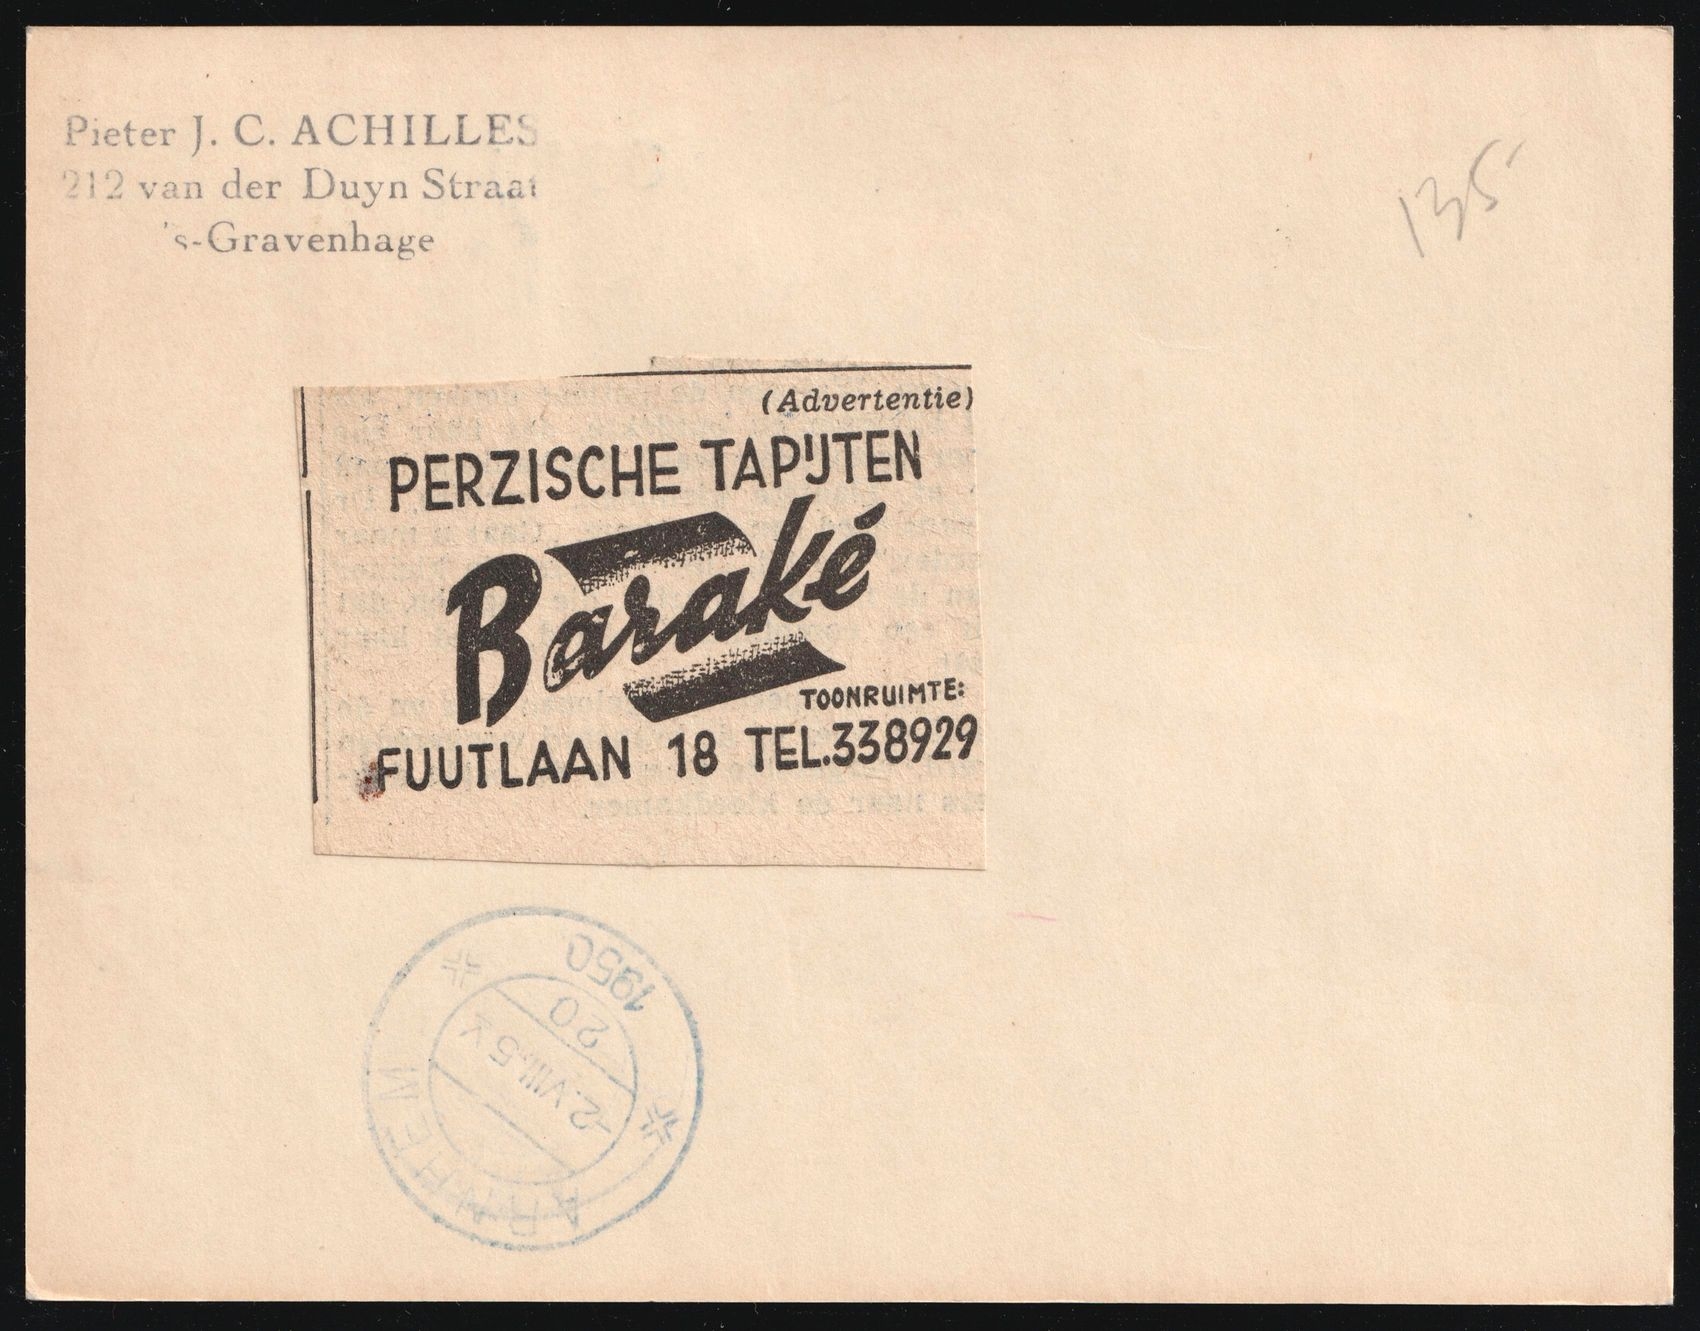 Pieter J. C. ACHILLES
212 van der Duyn Straat
's-Gravenhage
135
(Advertentie)
PERZISCHE TAPIJTEN
Baraké
TOONRUIMTE:
FUUTLAAN 18 TEL.338929
ARNHEM
-2.VIII.5
20
1950